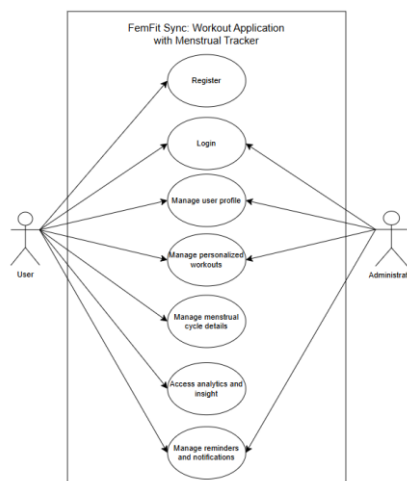 FemFit Sync: Workout Application
with Menstrual Tracker
Register
Login
Manage user profile
Manage personalized
workouts
Manage menstrual
cycle details
Access analytics and
insight
Manage reminders
and notifications
User
Administrat